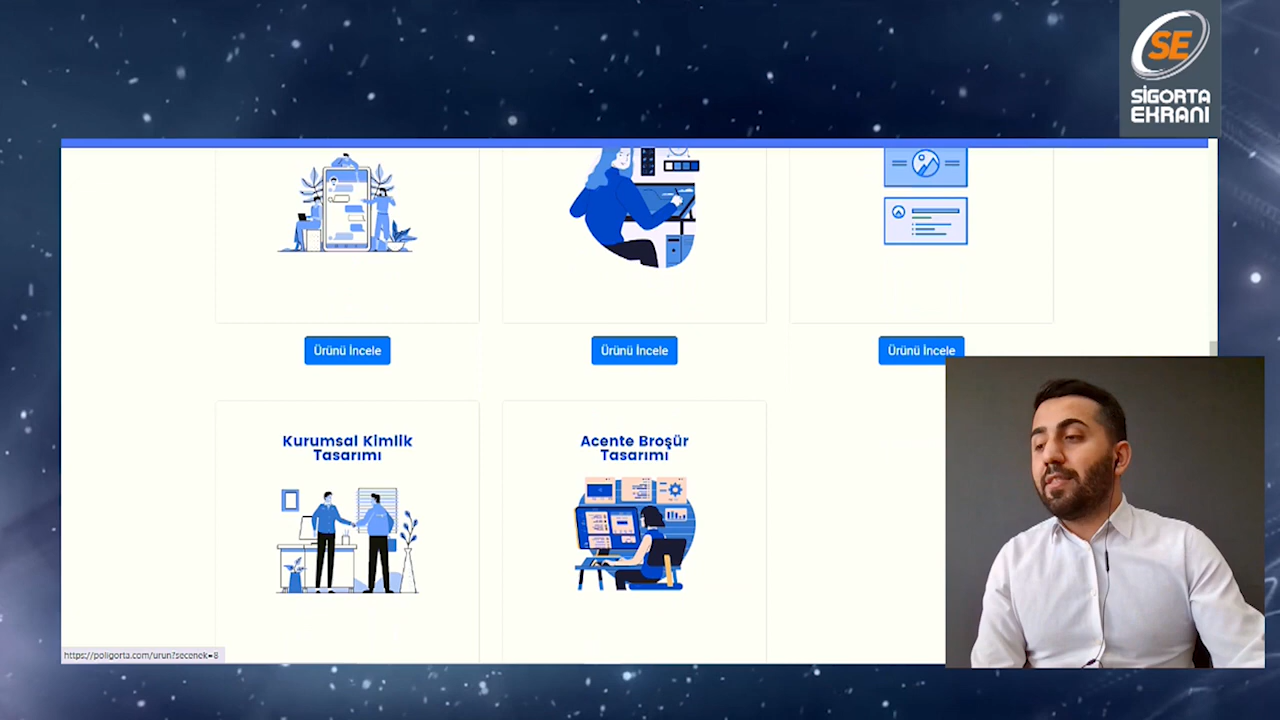 SE
SİGORTA
EKRANI
Ürünü İncele
Ürünü İncele
Ürünü İncele
Kurumsal Kimlik
Tasarımı
Acente Broşür
Tasarımı
https://poligorta.com/urun?secenek=8